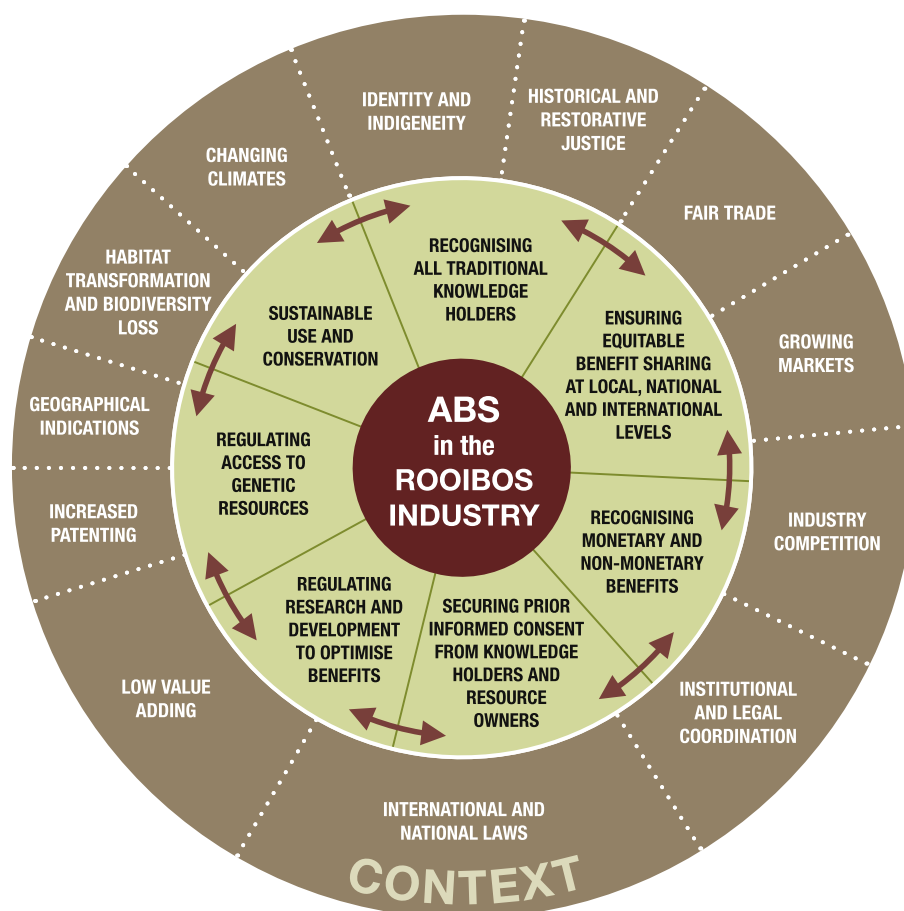 IDENTITY AND
INDIGENEITY
HISTORICAL AND
RESTORATIVE
JUSTICE
FAIR TRADE
GROWING
MARKETS
INDUSTRY
COMPETITION
INSTITUTIONAL
AND LEGAL
COORDINATION
INTERNATIONAL AND
NATIONAL LAWS
CONTEXT
LOW VALUE
ADDING
INCREASED
PATENTING
GEOGRAPHICAL
INDICATIONS
HABITAT
TRANSFORMATION
AND BIODIVERSITY
LOSS
CHANGING
CLIMATES
RECOGNISING
ALL TRADITIONAL
KNOWLEDGE
HOLDERS
ENSURING
EQUITABLE
BENEFIT SHARING
AT LOCAL, NATIONAL
AND INTERNATIONAL
LEVELS
RECOGNISING
MONETARY AND
NON-MONETARY
BENEFITS
SECURING PRIOR
INFORMED CONSENT
FROM KNOWLEDGE
HOLDERS AND
RESOURCE
OWNERS
REGULATING
RESEARCH AND
DEVELOPMENT
TO OPTIMISE
BENEFITS
REGULATING
ACCESS TO
GENETIC
RESOURCES
SUSTAINABLE
USE AND
CONSERVATION
ABS
in the
ROOIBOS
INDUSTRY